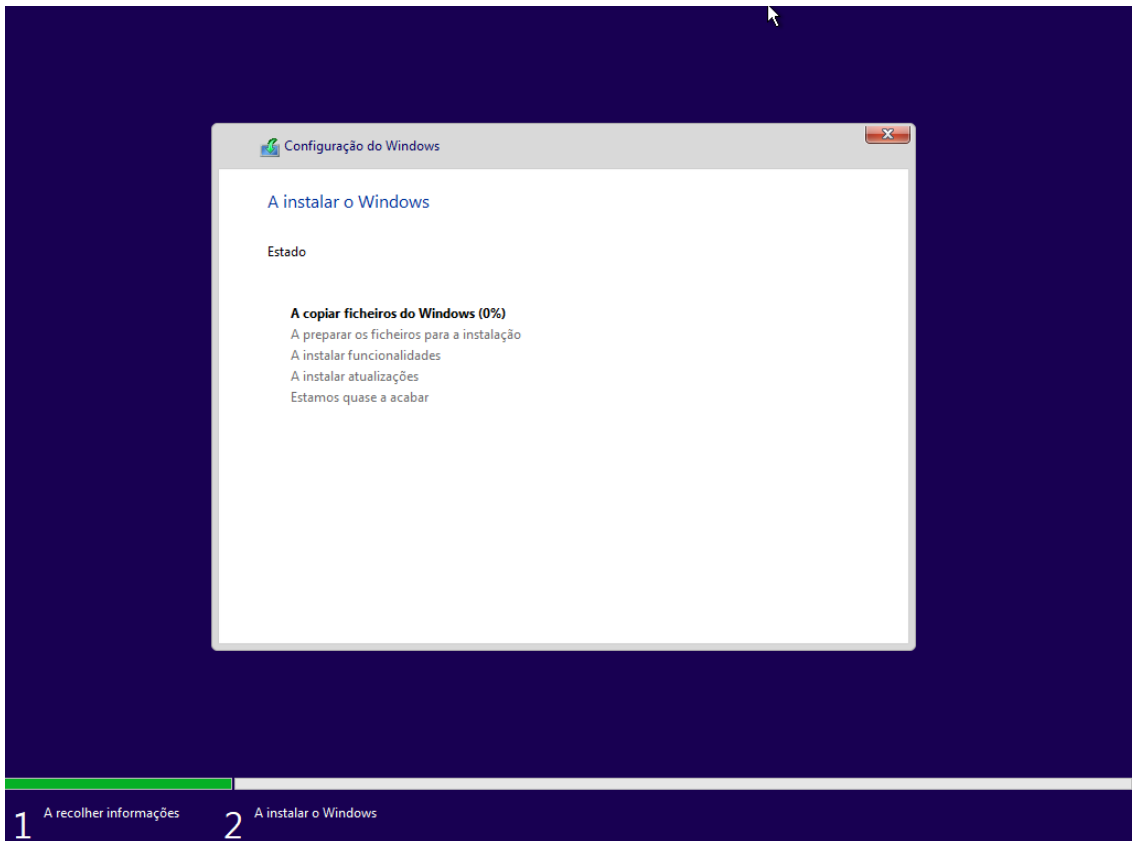 Configuração do Windows
A instalar o Windows
Estado
A copiar ficheiros do Windows (0%)
A preparar os ficheiros para a instalação
A instalar funcionalidades
A instalar atualizações
Estamos quase a acabar
1 A recolher informações
2 A instalar o Windows